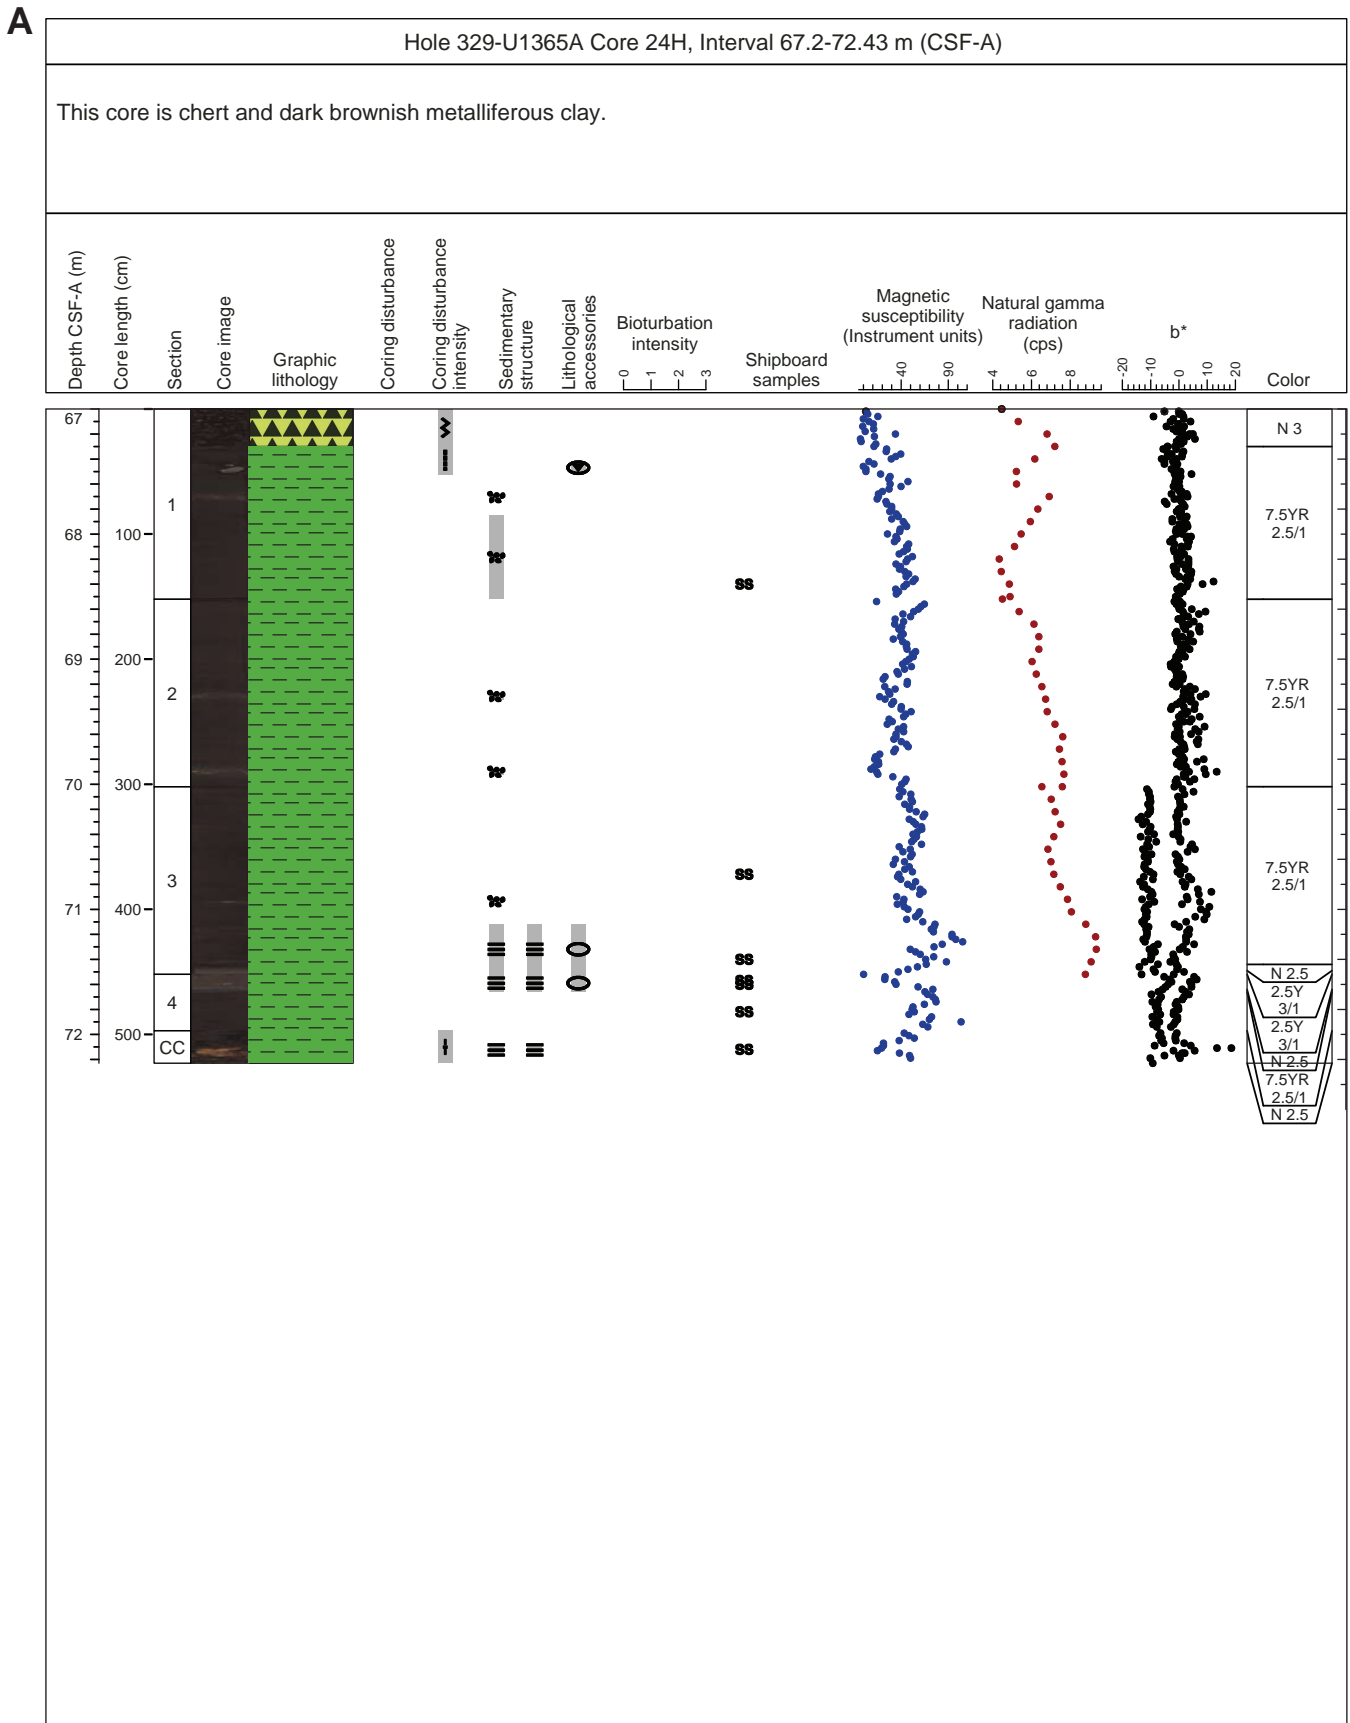 A
Hole 329-U1365A Core 24H, Interval 67.2-72.43 m (CSF-A)
This core is chert and dark brownish metalliferous clay.
Depth CSF-A (m)
Core length (cm)
Section
Core image
Graphic
lithology
Coring disturbance
Coring disturbance
intensity
Sedimentary
structure
Lithological
accessories
Bioturbation
intensity
0 1 2 3
Shipboard
samples
Magnetic
susceptibility
(Instrument units)
40 90
Natural gamma
radiation
(cps)
4 6 8
b*
-20 -10 0 10 20
Color
67
N 3
1
7.5YR
2.5/1
68
100
SS
69
200
2
7.5YR
2.5/1
70
300
SS
3
7.5YR
2.5/1
71
400
SS
N 2.5
SS
SS
2.5Y
3/1
4
SS
2.5Y
3/1
72
500
CC
SS
N 2.5
7.5YR
2.5/1
N 2.5